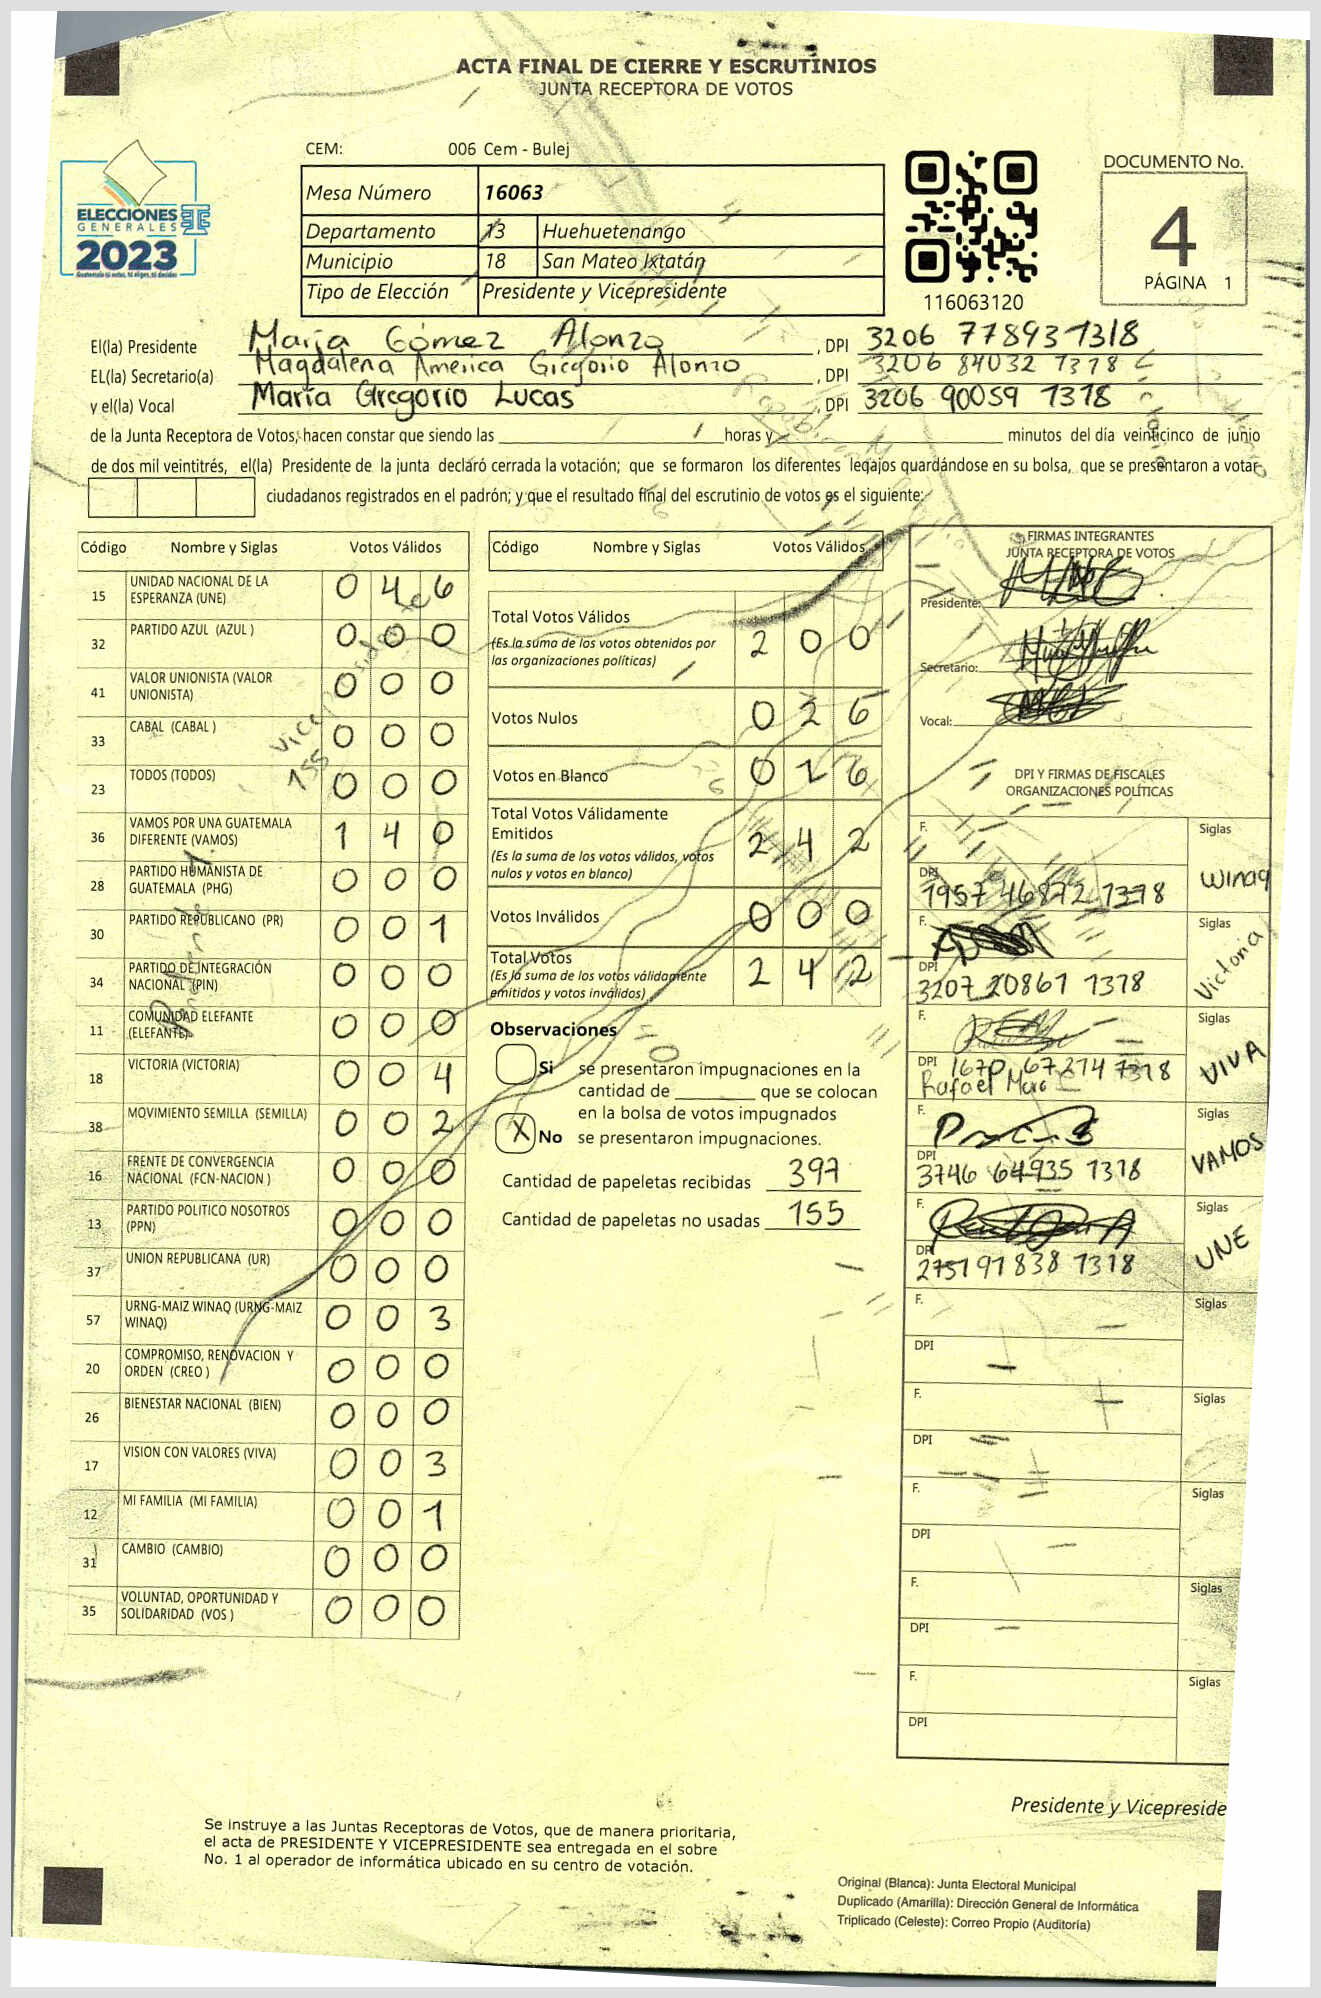 ACTA FINAL DE CIERRE Y ESCRUTINIOS
JUNTA RECEPTORA DE VOTOS
ELECCIONES
GENERALES
2023
CEM: 006 Cem - Bulej
Mesa Número 16063
Departamento 13 Huehuetenango
Municipio 18 San Mateo Ixtatán
Tipo de Elección Presidente y Vicepresidente
116063120
DOCUMENTO No.
4
PÁGINA 1
El(la) Presidente María Gómez Alonzo, DPI 3206 77893 1318
EL(la) Secretario(a) Magdalena América Gregorio Alonzo, DPI 3206 84032 1318
y el(la) Vocal María Gregorio Lucas, DPI 3206 90059 1318
de la Junta Receptora de Votos, hacen constar que siendo las horas y minutos del día veinticinco de junio
de dos mil veintitrés, el(la) Presidente de la junta declaró cerrada la votación; que se formaron los diferentes legajos guardándose en su bolsa, que se presentaron a votar
ciudadanos registrados en el padrón; y que el resultado final del escrutinio de votos es el siguiente:
Código Nombre y Siglas Votos Válidos
15 UNIDAD NACIONAL DE LA ESPERANZA (UNE) 0 4 6
32 PARTIDO AZUL (AZUL ) 0 0 0
41 VALOR UNIONISTA (VALOR UNIONISTA) 0 0 0
33 CABAL (CABAL ) 0 0 0
23 TODOS (TODOS) 0 0 0
36 VAMOS POR UNA GUATEMALA DIFERENTE (VAMOS) 1 4 0
28 PARTIDO HUMANISTA DE GUATEMALA (PHG) 0 0 0
30 PARTIDO REPUBLICANO (PR) 0 0 1
34 PARTIDO DE INTEGRACIÓN NACIONAL (PIN) 0 0 0
11 COMUNIDAD ELEFANTE (ELEFANTE) 0 0 0
18 VICTORIA (VICTORIA) 0 0 4
38 MOVIMIENTO SEMILLA (SEMILLA) 0 0 2
16 FRENTE DE CONVERGENCIA NACIONAL (FCN-NACION ) 0 0 0
13 PARTIDO POLITICO NOSOTROS (PPN) 0 0 0
37 UNION REPUBLICANA (UR) 0 0 0
57 URNG-MAIZ WINAQ (URNG-MAIZ WINAQ) 0 0 3
20 COMPROMISO, RENOVACION Y ORDEN (CREO ) 0 0 0
26 BIENESTAR NACIONAL (BIEN) 0 0 0
17 VISION CON VALORES (VIVA) 0 0 3
12 MI FAMILIA (MI FAMILIA) 0 0 1
31 CAMBIO (CAMBIO) 0 0 0
35 VOLUNTAD, OPORTUNIDAD Y SOLIDARIDAD (VOS ) 0 0 0
Código Nombre y Siglas Votos Válidos
Total Votos Válidos 2 0 0
(Es la suma de los votos obtenidos por
las organizaciones políticas)
Votos Nulos 0 2 6
Votos en Blanco 0 1 6
Total Votos Válidamente
Emitidos 2 4 2
(Es la suma de los votos válidos, votos
nulos y votos en blanco)
Votos Inválidos 0 0 0
Total Votos 2 4 2
(Es la suma de los votos válidamente
emitidos y votos inválidos)
Observaciones
Si se presentaron impugnaciones en la
cantidad de que se colocan
en la bolsa de votos impugnados
X No se presentaron impugnaciones.
Cantidad de papeletas recibidas 397
Cantidad de papeletas no usadas 155
FIRMAS INTEGRANTES
JUNTA RECEPTORA DE VOTOS
Presidente:
Secretario:
Vocal:
DPI Y FIRMAS DE FISCALES
ORGANIZACIONES POLÍTICAS
F. Siglas
DPI 1957 46872 1318 Winaq
F. Siglas
DPI 3207 20861 1318 Victoria
F. Siglas
DPI 1670 67214 1318 VIVA
Rafael
F. Siglas
DPI 3746 64935 1318 VAMOS
F. Siglas
DPI 2751 91838 1318 UNE
F. Siglas
DPI
F. Siglas
DPI
F. Siglas
DPI
F. Siglas
DPI
F. Siglas
DPI
Presidente y Vicepreside
Se instruye a las Juntas Receptoras de Votos, que de manera prioritaria,
el acta de PRESIDENTE Y VICEPRESIDENTE sea entregada en el sobre
No. 1 al operador de informática ubicado en su centro de votación.
Original (Blanca): Junta Electoral Municipal
Duplicado (Amarilla): Dirección General de Informática
Triplicado (Celeste): Correo Propio (Auditoría)